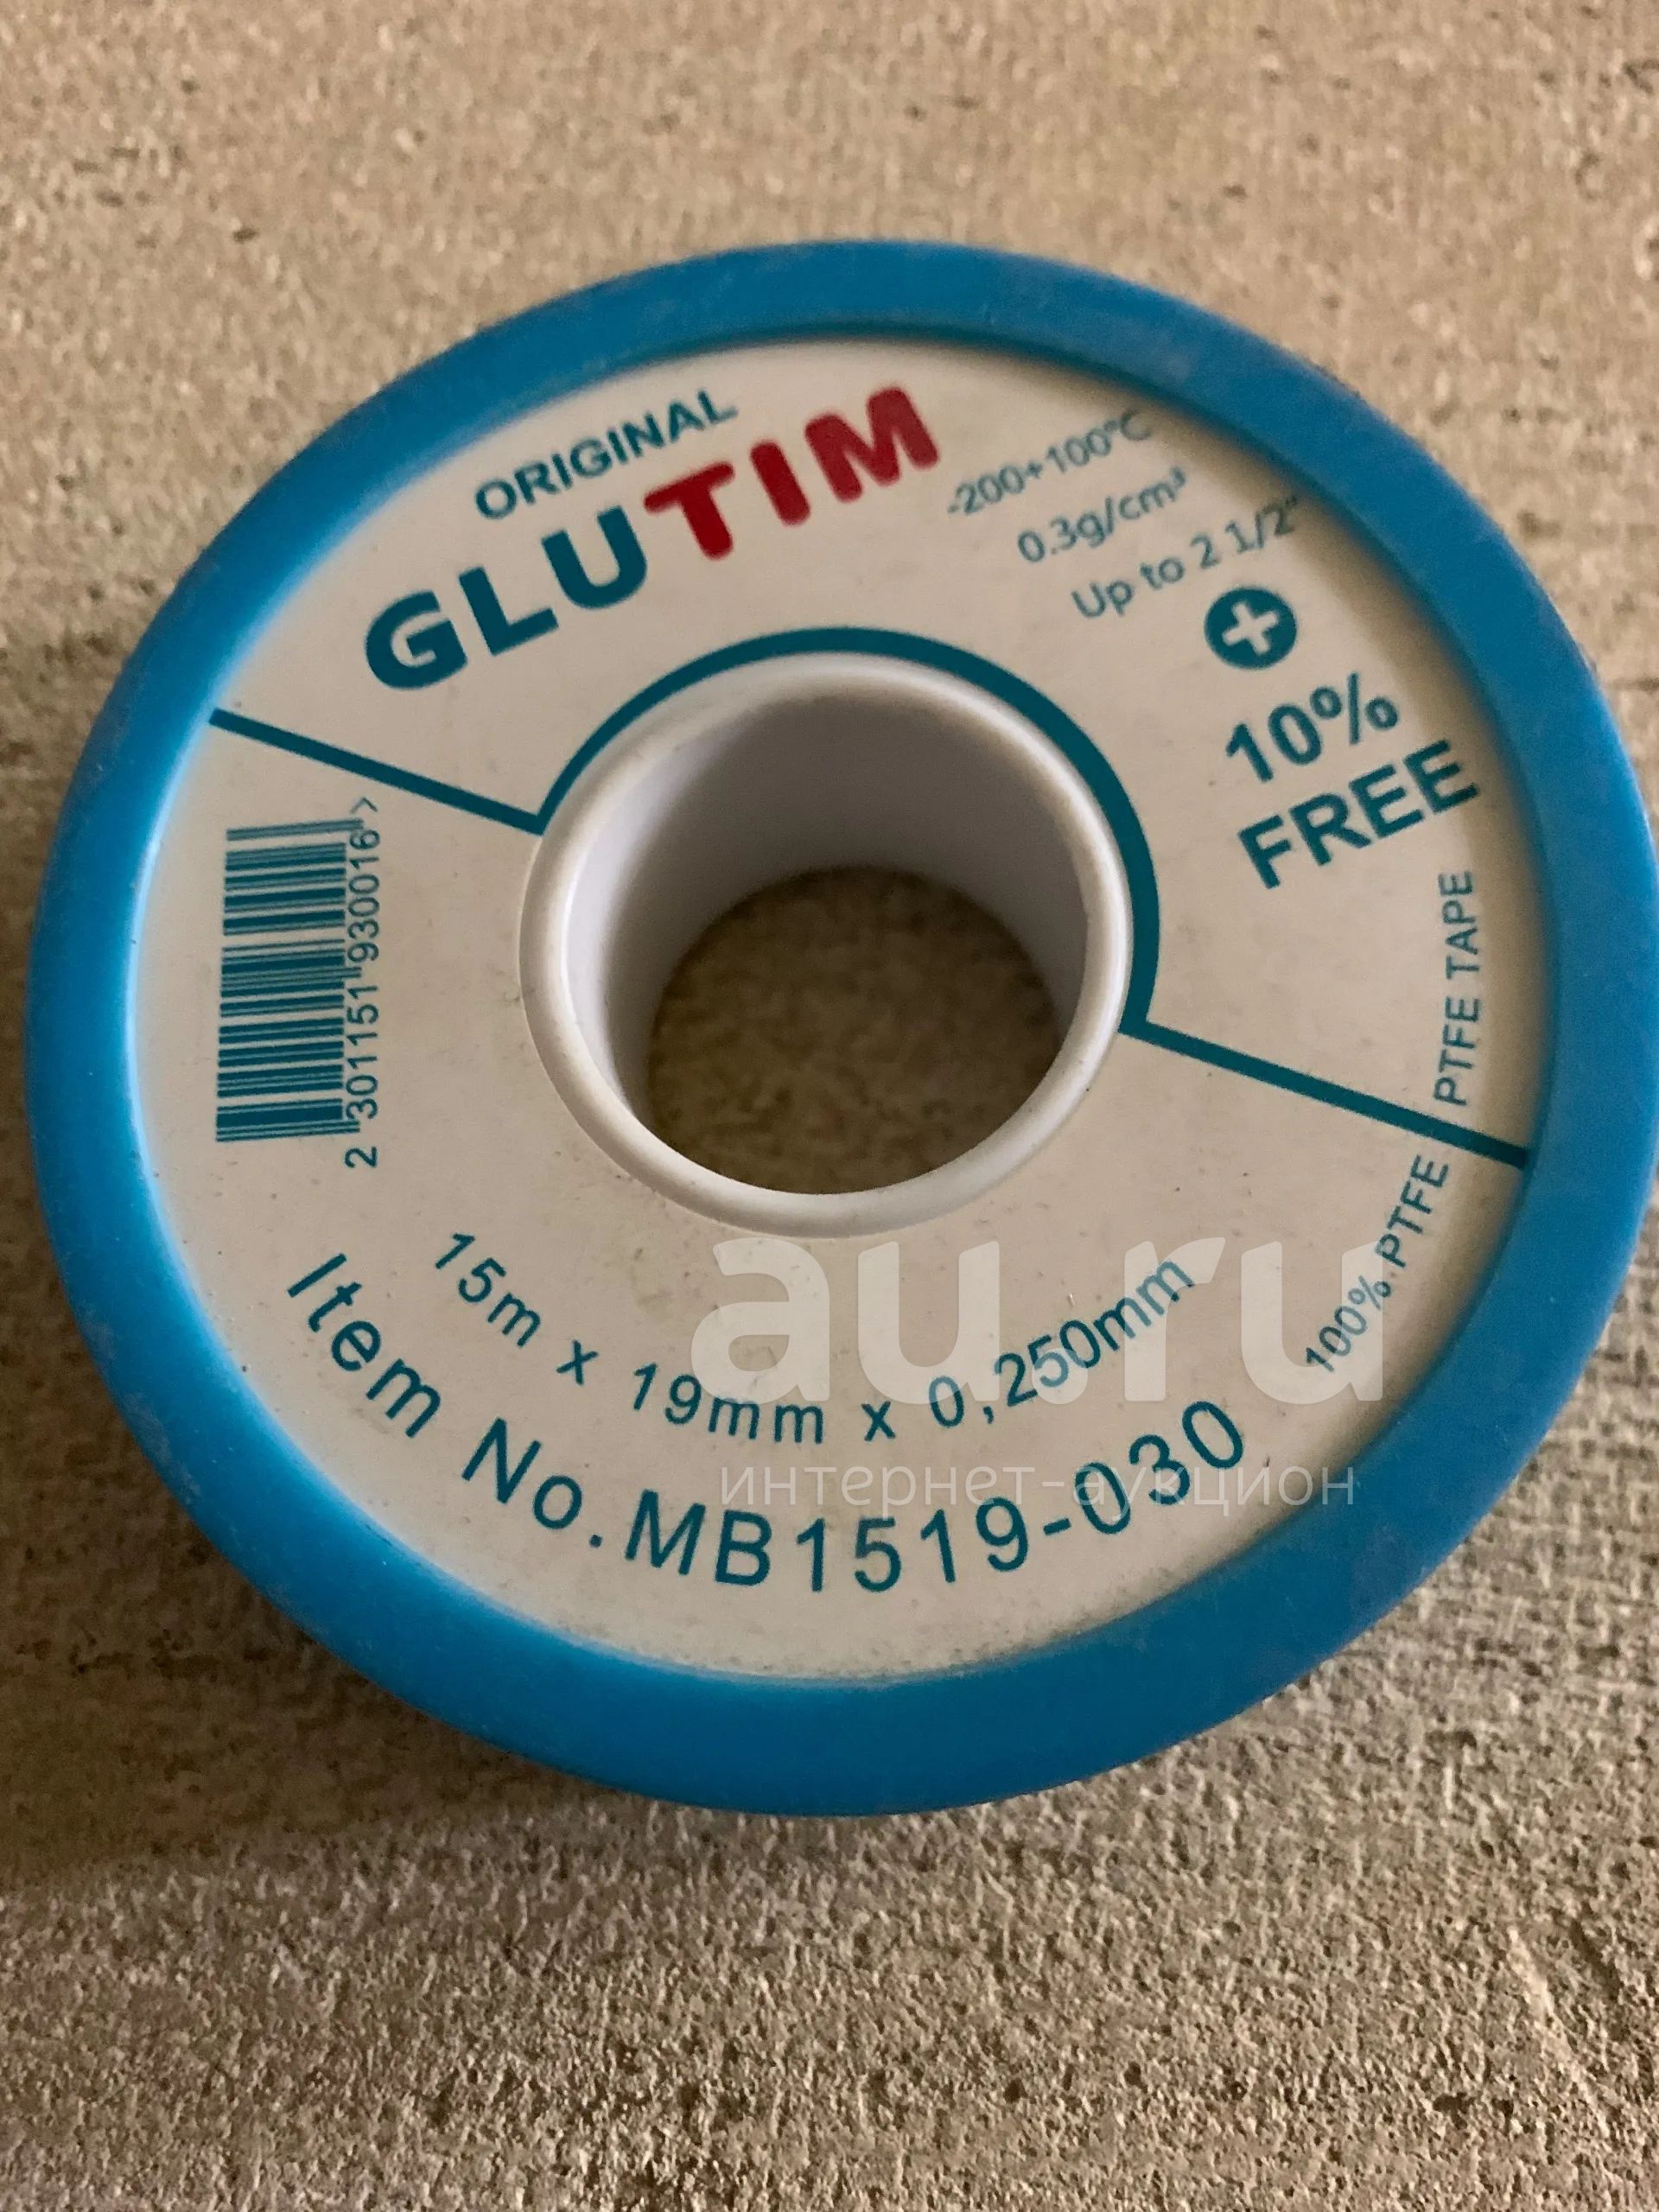 ORIGINAL
GLUTIM
-200+100°C
0.3g/cm³
Up to 2 1/2"
10%
FREE
PTFE TAPE
100% PTFE
2 301151 930016 >
15m x 19mm x 0,250mm
Item No.MB1519-030
au.ru
интернет-аукцион